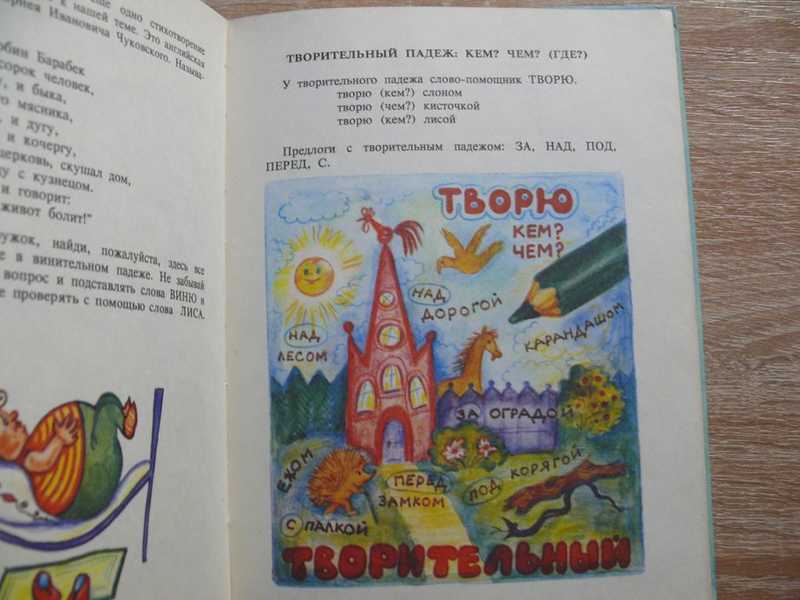 еще одно стихотворение
к нашей теме. Это английская
Ивановича Чуковского. Называ-
обин Барабек
сорок человек,
, и быка,
мясника,
, и дугу,
и кочергу,
церковь, скушал дом,
с кузнецом.
и говорит:
живот болит!"
ружок, найди, пожалуйста, здесь все
е в винительном падеже. Не забывай
вопрос и подставлять слова ВИНЮ и
е проверять с помощью слова ЛИСА.
ТВОРИТЕЛЬНЫЙ ПАДЕЖ: КЕМ? ЧЕМ? (ГДЕ?)
У творительного падежа слово-помощник ТВОРЮ.
творю (кем?) слоном
творю (чем?) кисточкой
творю (кем?) лисой
Предлоги с творительным падежом: ЗА, НАД, ПОД,
ПЕРЕД, С.
ТВОРЮ
КЕМ?
ЧЕМ?
НАД
ДОРОГОЙ
КАРАНДАШОМ
НАД
ЛЕСОМ
ЗА ОГРАДОЙ
ЕЖОМ
ПЕРЕД
ЗАМКОМ
ПОД КОРЯГОЙ
С ПАЛКОЙ
ТВОРИТЕЛЬНЫЙ